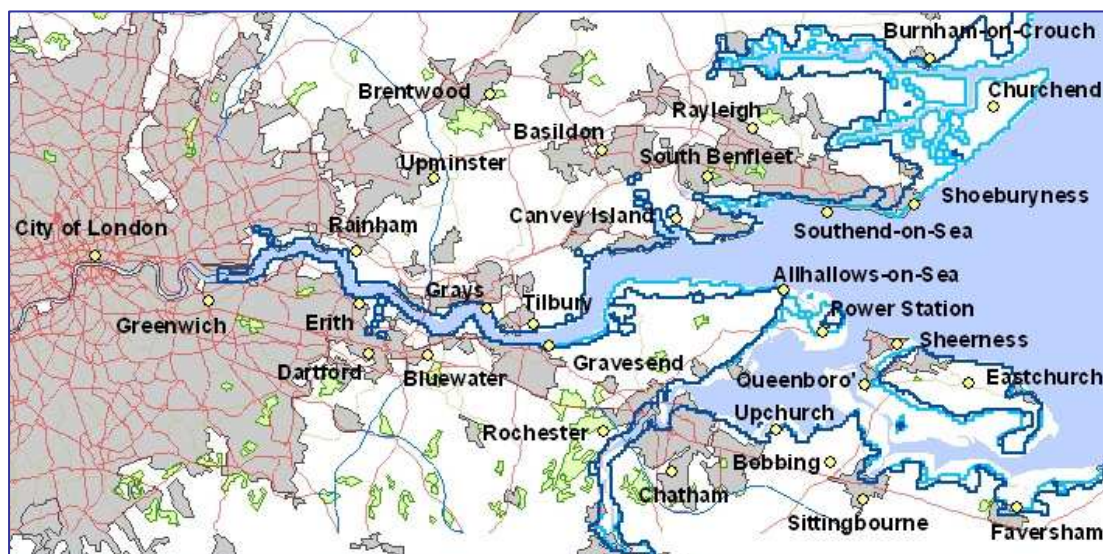 Burnham-on-Crouch
Brentwood
Churchend
Rayleigh
Basildon
Upminster
South Benfleet
Shoeburyness
Canvey Island
Rainham
City of London
Southend-on-Sea
Allhallows-on-Sea
Grays
Tilbury
Power Station
Greenwich
Erith
Sheerness
Dartford
Bluewater
Gravesend
Queenboro'
Eastchurch
Upchurch
Rochester
Bobbing
Chatham
Sittingbourne
Faversham